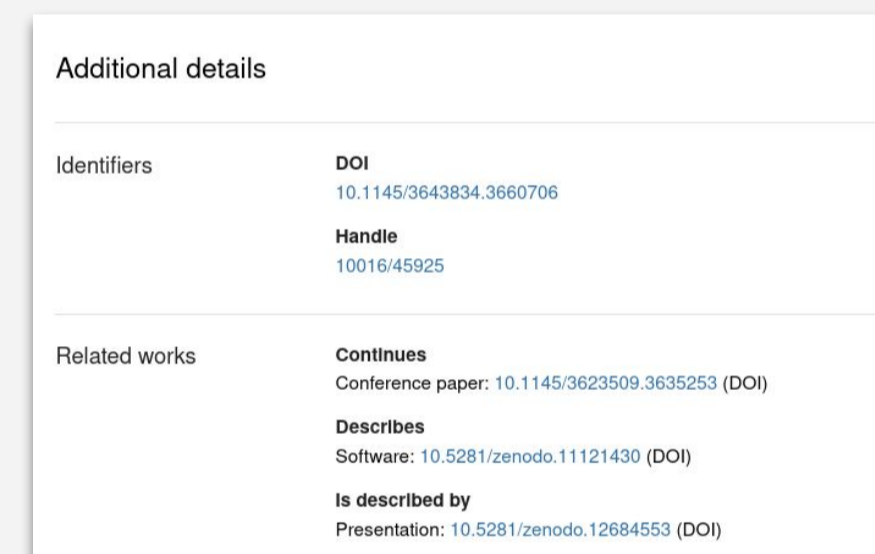 Additional details
Identifiers
DOI
10.1145/3643834.3660706
Handle
10016/45925
Related works
Continues
Conference paper: 10.1145/3623509.3635253 (DOI)
Describes
Software: 10.5281/zenodo.11121430 (DOI)
Is described by
Presentation: 10.5281/zenodo.12684553 (DOI)